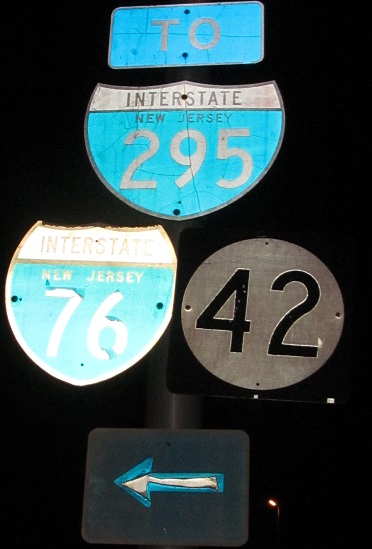 TO
INTERSTATE
NEW JERSEY
295
INTERSTATE
NEW JERSEY
76
42